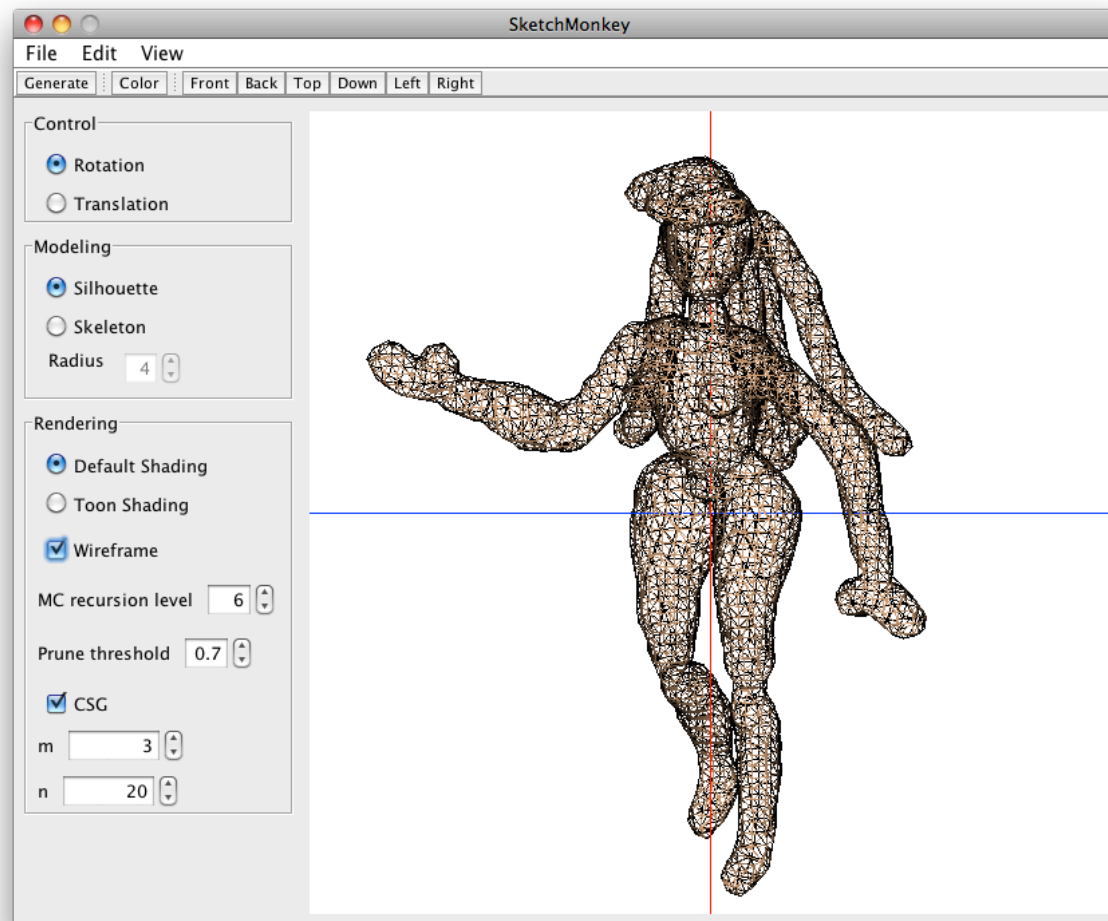 SketchMonkey
File Edit View
Generate Color Front Back Top Down Left Right
Control
Rotation
Translation
Modeling
Silhouette
Skeleton
Radius 4
Rendering
Default Shading
Toon Shading
Wireframe
MC recursion level 6
Prune threshold 0.7
CSG
m 3
n 20